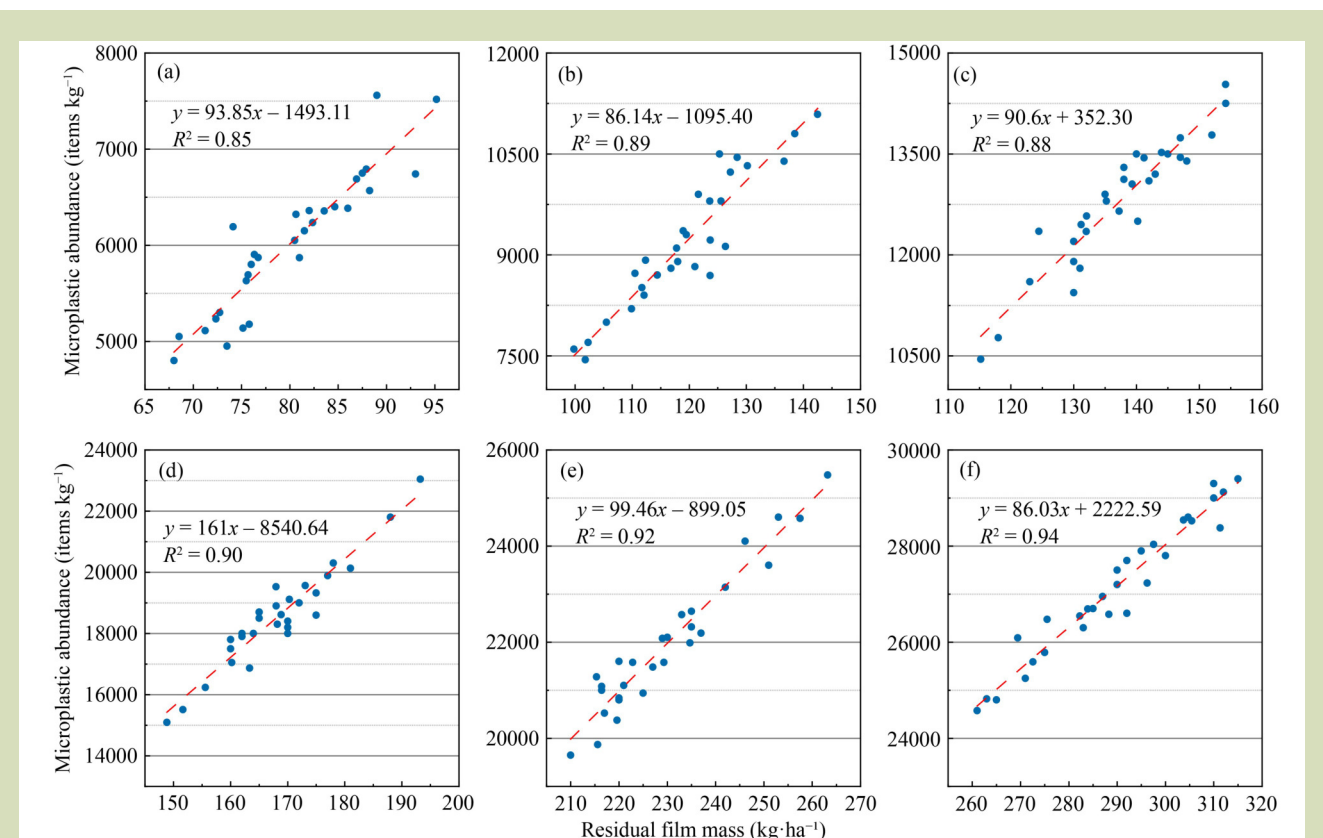 Microplastic abundance (items kg⁻¹)
8000
7000
6000
5000
(a)
y = 93.85x – 1493.11
R² = 0.85
65 70 75 80 85 90 95
12000
10500
9000
7500
(b)
y = 86.14x – 1095.40
R² = 0.89
100 110 120 130 140 150
15000
13500
12000
10500
(c)
y = 90.6x + 352.30
R² = 0.88
110 120 130 140 150 160
Microplastic abundance (items kg⁻¹)
24000
22000
20000
18000
16000
14000
(d)
y = 161x – 8540.64
R² = 0.90
150 160 170 180 190 200
26000
24000
22000
20000
(e)
y = 99.46x – 899.05
R² = 0.92
210 220 230 240 250 260 270
30000
28000
26000
24000
(f)
y = 86.03x + 2222.59
R² = 0.94
260 270 280 290 300 310 320
Residual film mass (kg·ha⁻¹)